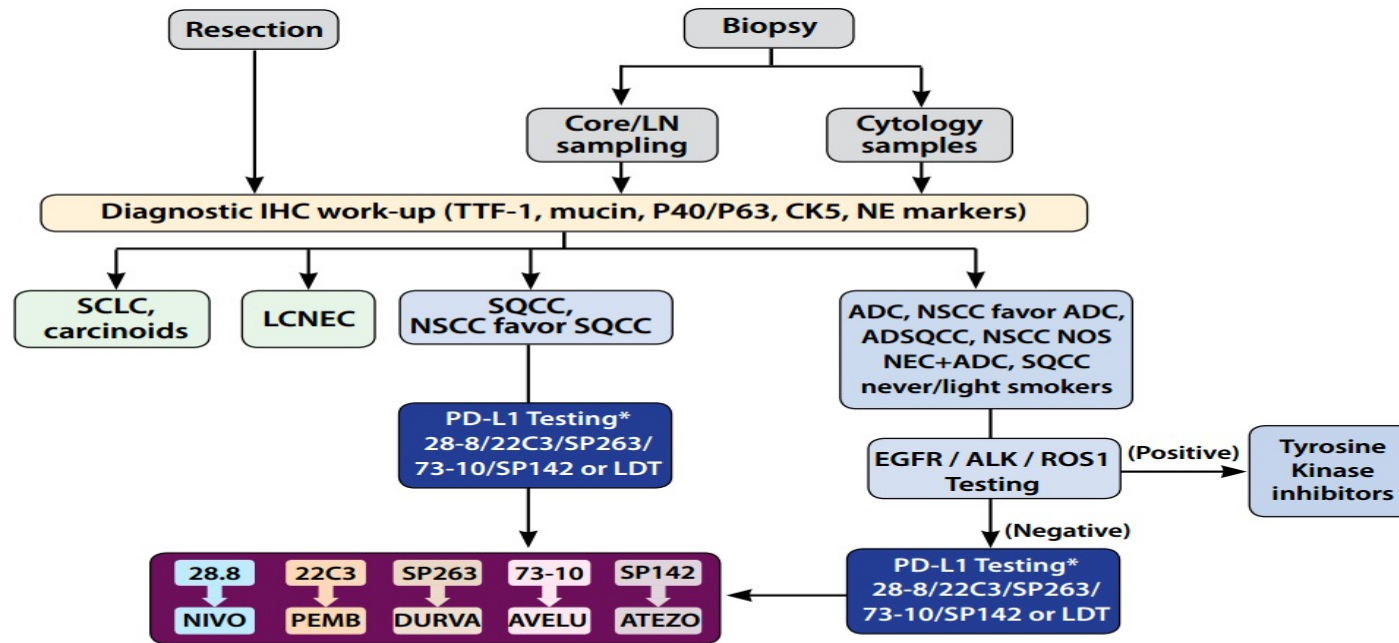 Resection
Biopsy
Core/LN
sampling
Cytology
samples
Diagnostic IHC work-up (TTF-1, mucin, P40/P63, CK5, NE markers)
SCLC,
carcinoids
LCNEC
SQCC,
NSCC favor SQCC
ADC, NSCC favor ADC,
ADSQCC, NSCC NOS
NEC+ADC, SQCC
never/light smokers
PD-L1 Testing*
28-8/22C3/SP263/
73-10/SP142 or LDT
EGFR / ALK / ROS1
Testing
(Positive)
Tyrosine
Kinase
inhibitors
(Negative)
PD-L1 Testing*
28-8/22C3/SP263/
73-10/SP142 or LDT
28.8 22C3 SP263 73-10 SP142
NIVO PEMB DURVA AVELU ATEZO